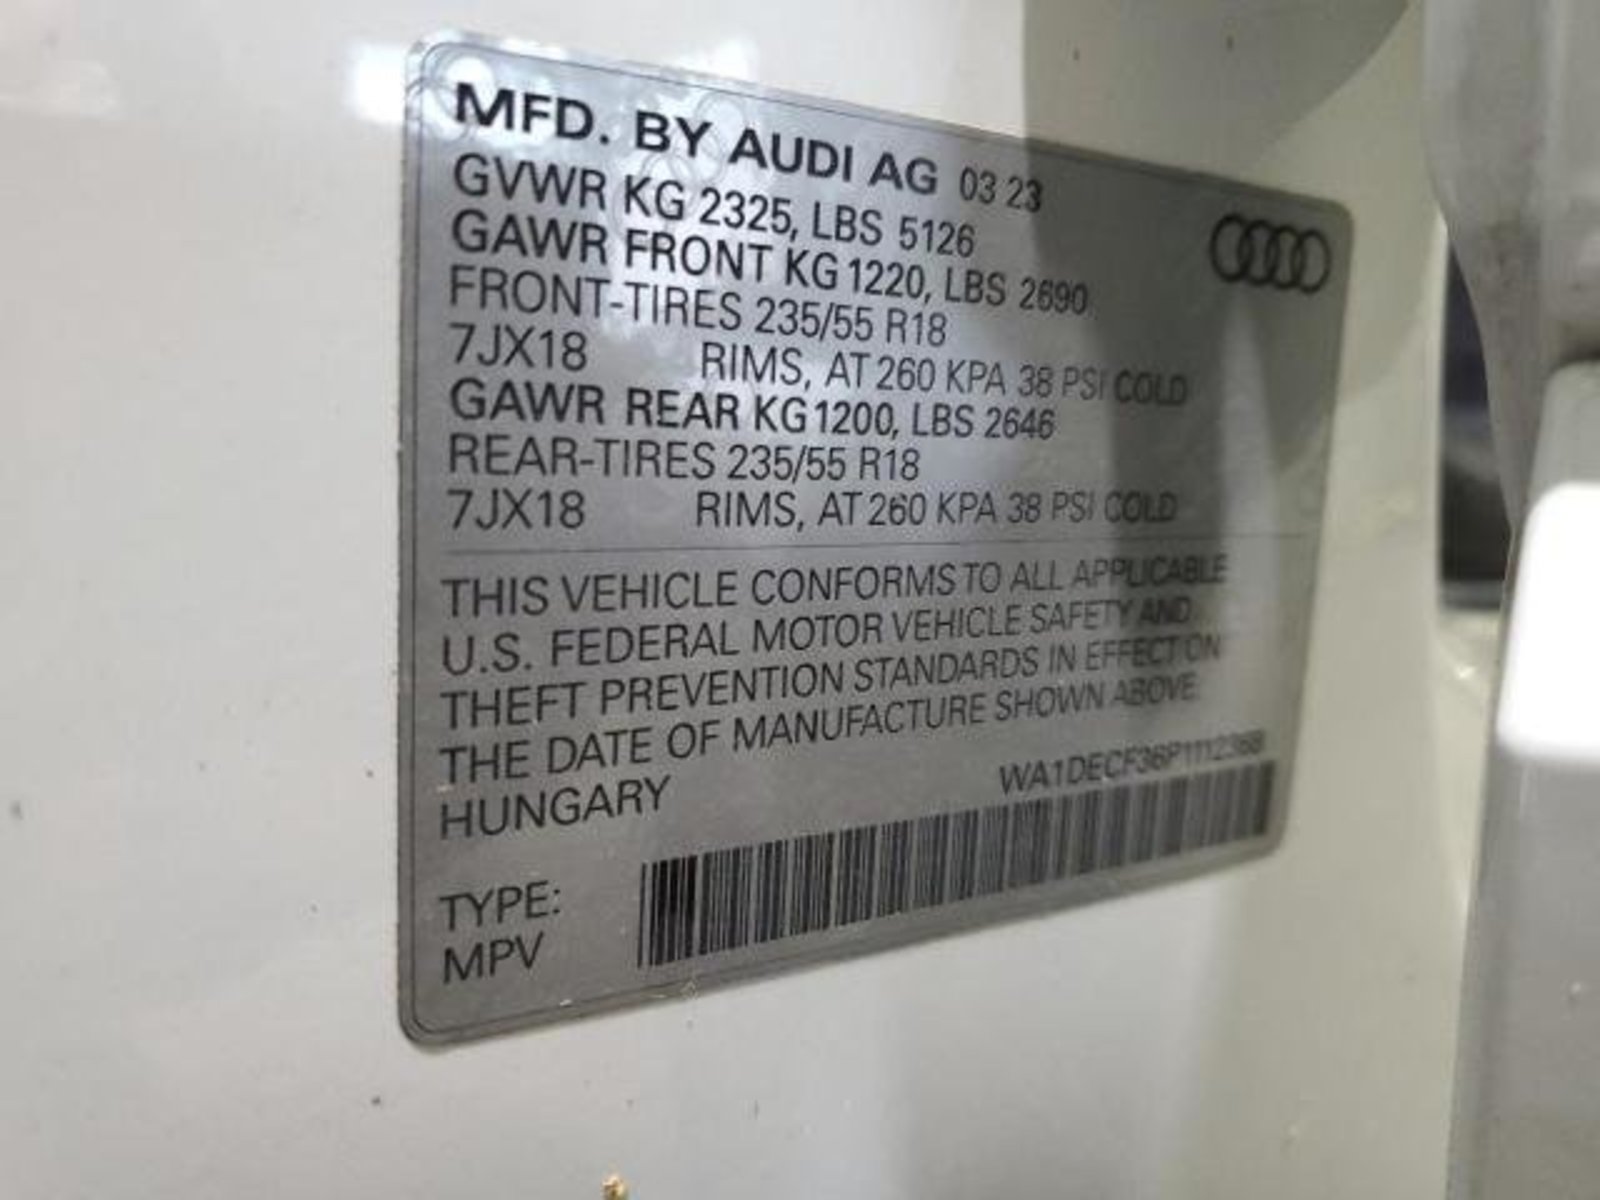 MFD. BY AUDI AG 03 23
GVWR KG 2325, LBS 5126
GAWR FRONT KG 1220, LBS 2690
FRONT-TIRES 235/55 R18
7JX18 RIMS, AT 260 KPA 38 PSI COLD
GAWR REAR KG 1200, LBS 2646
REAR-TIRES 235/55 R18
7JX18 RIMS, AT 260 KPA 38 PSI COLD
THIS VEHICLE CONFORMS TO ALL APPLICABLE
U.S. FEDERAL MOTOR VEHICLE SAFETY AND
THEFT PREVENTION STANDARDS IN EFFECT ON
THE DATE OF MANUFACTURE SHOWN ABOVE.
HUNGARY
TYPE:
MPV